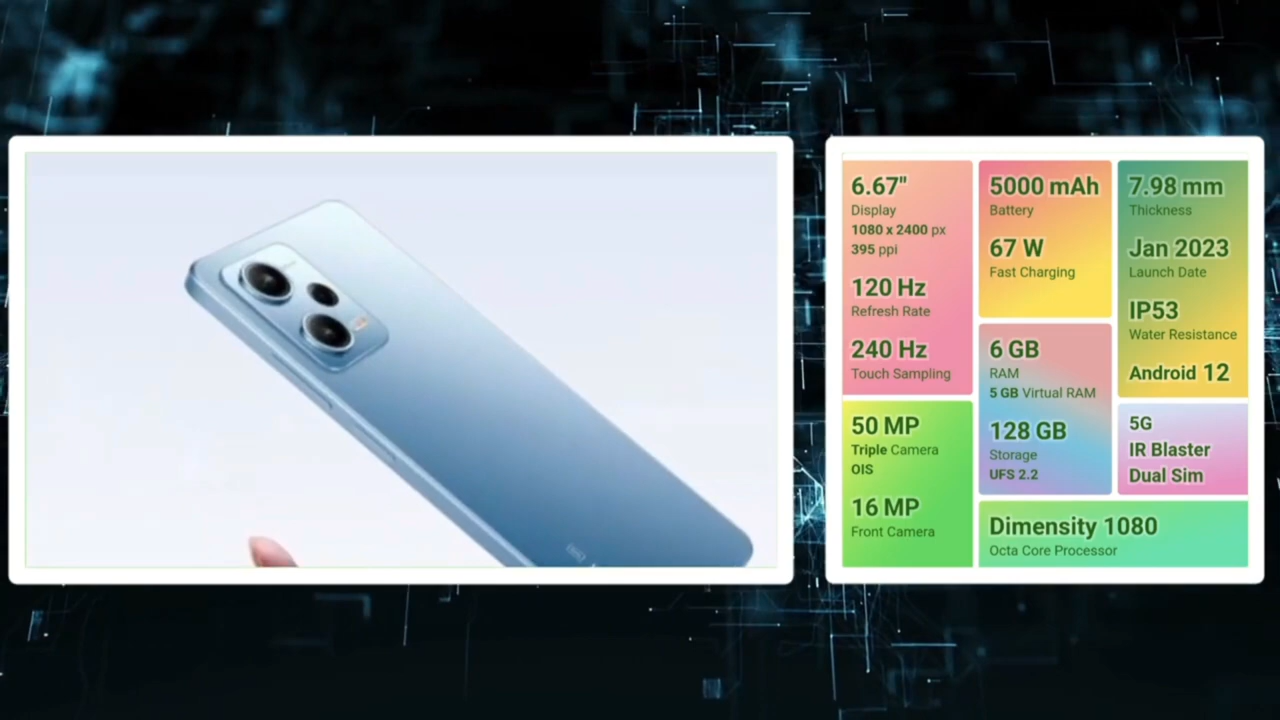 6.67"
Display
1080 x 2400 px
395 ppi
120 Hz
Refresh Rate
240 Hz
Touch Sampling
50 MP
Triple Camera
OIS
16 MP
Front Camera
5000 mAh
Battery
67 W
Fast Charging
6 GB
RAM
5 GB Virtual RAM
128 GB
Storage
UFS 2.2
7.98 mm
Thickness
Jan 2023
Launch Date
IP53
Water Resistance
Android 12
5G
IR Blaster
Dual Sim
Dimensity 1080
Octa Core Processor